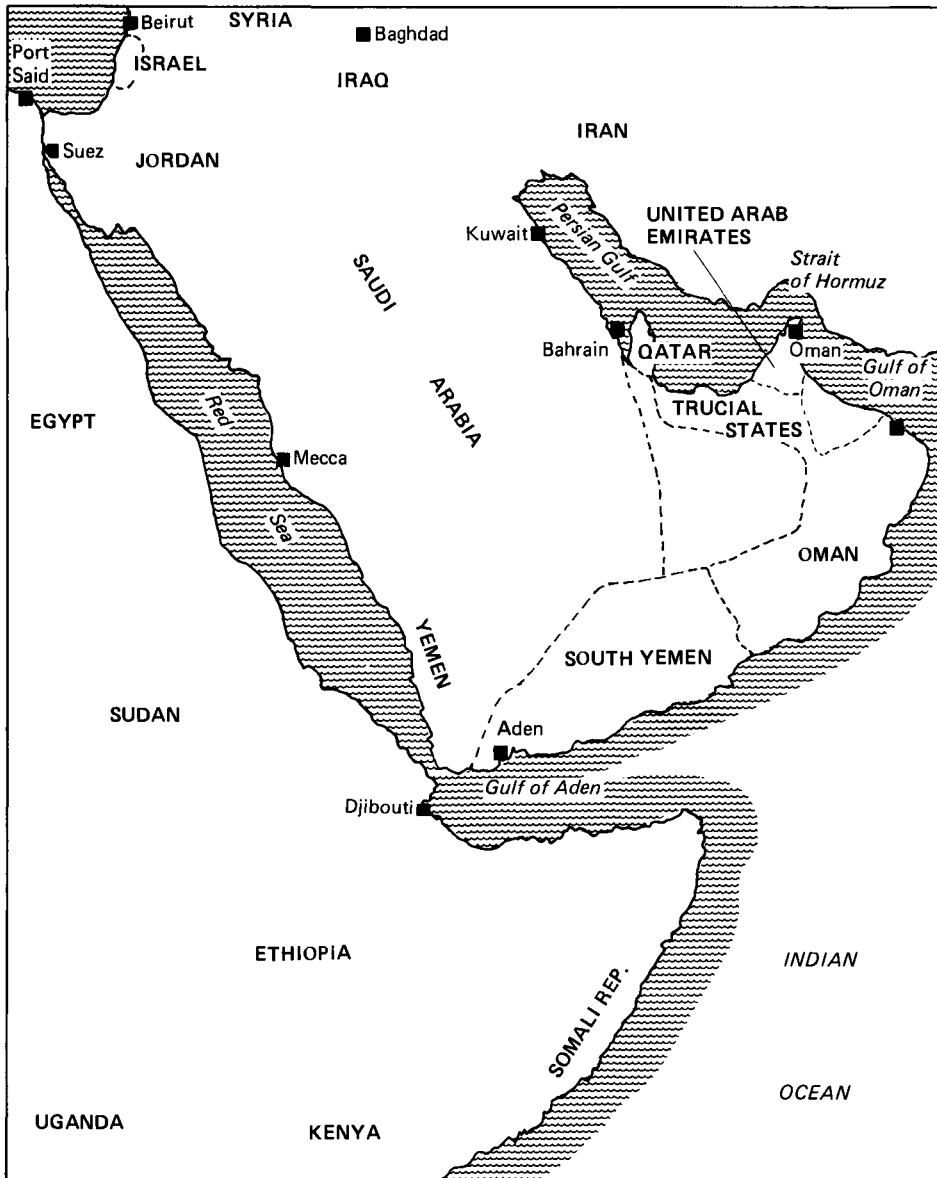 Beirut
SYRIA
Baghdad
Port
Said
ISRAEL
IRAQ
Suez
JORDAN
IRAN
Kuwait
Persian Gulf
UNITED ARAB
EMIRATES
Strait
of Hormuz
SAUDI
ARABIA
Bahrain
QATAR
Oman
Gulf of
Oman
TRUCIAL
STATES
EGYPT
Red
Sea
Mecca
OMAN
YEMEN
SOUTH YEMEN
SUDAN
Aden
Gulf of Aden
Djibouti
ETHIOPIA
SOMALI REP.
INDIAN
OCEAN
UGANDA
KENYA